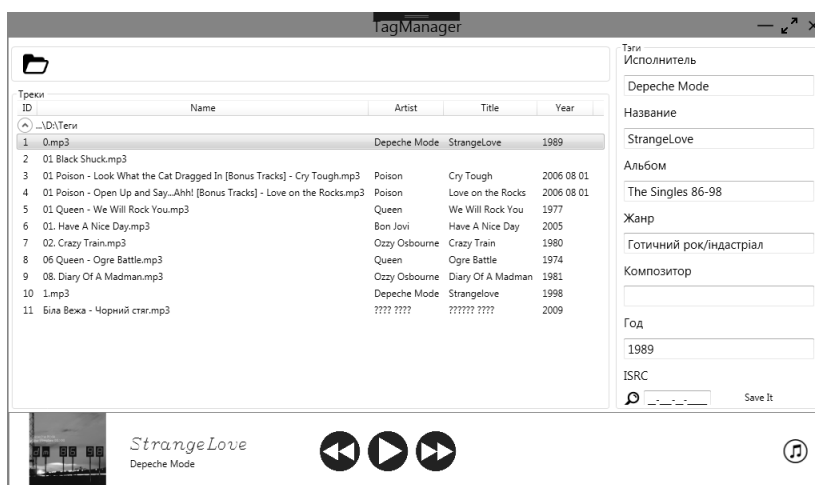 TagManager
Тэги
Исполнитель
Depeche Mode
Название
StrangeLove
Альбом
The Singles 86-98
Жанр
Готичний рок/індастріал
Композитор
Год
1989
ISRC
_-__-_-___ Save It
Треки
ID Name Artist Title Year
...\D:\Теги
1 0.mp3 Depeche Mode StrangeLove 1989
2 01 Black Shuck.mp3
3 01 Poison - Look What the Cat Dragged In [Bonus Tracks] - Cry Tough.mp3 Poison Cry Tough 2006 08 01
4 01 Poison - Open Up and Say...Ahh! [Bonus Tracks] - Love on the Rocks.mp3 Poison Love on the Rocks 2006 08 01
5 01 Queen - We Will Rock You.mp3 Queen We Will Rock You 1977
6 01. Have A Nice Day.mp3 Bon Jovi Have A Nice Day 2005
7 02. Crazy Train.mp3 Ozzy Osbourne Crazy Train 1980
8 06 Queen - Ogre Battle.mp3 Queen Ogre Battle 1974
9 08. Diary Of A Madman.mp3 Ozzy Osbourne Diary Of A Madman 1981
10 1.mp3 Depeche Mode Strangelove 1998
11 Біла Вежа - Чорний стяг.mp3 ???? ???? ?????? ???? 2009
StrangeLove
Depeche Mode